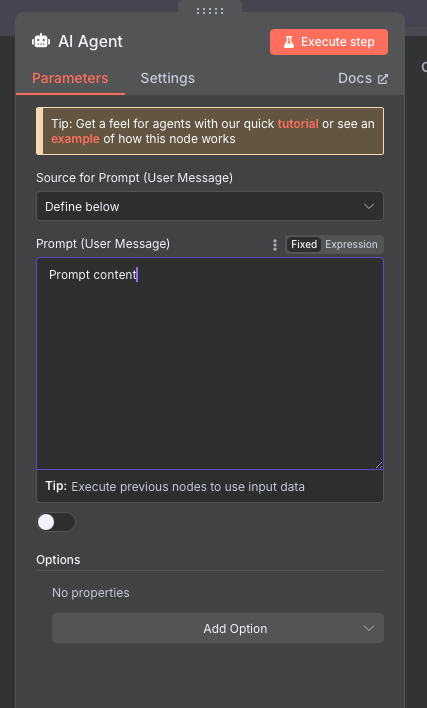 AI Agent
Execute step
Parameters
Settings
Docs
Tip: Get a feel for agents with our quick tutorial or see an
example of how this node works
Source for Prompt (User Message)
Define below
Prompt (User Message)
Fixed
Expression
Prompt content
Tip: Execute previous nodes to use input data
Options
No properties
Add Option